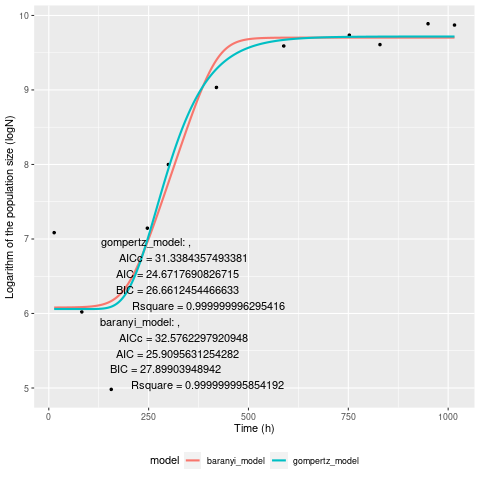 10
9
8
7
6
5
Logarithm of the population size (logN)
gompertz_model: ,
AICc = 31.3384357493381
AIC = 24.6717690826715
BIC = 26.6612454466633
Rsquare = 0.999999996295416
baranyi_model: ,
AICc = 32.5762297920948
AIC = 25.9095631254282
BIC = 27.89903948942
Rsquare = 0.999999995854192
0 250 500 750 1000
Time (h)
model baranyi_model gompertz_model